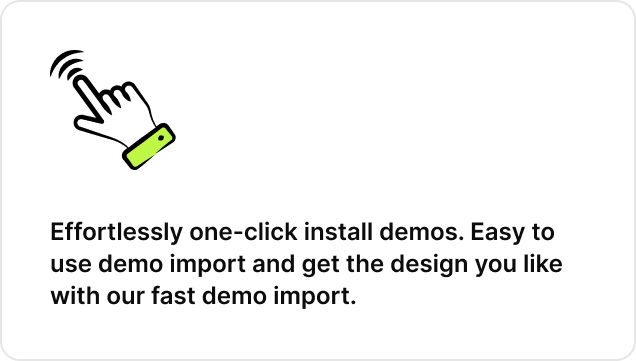 Effortlessly one-click install demos. Easy to
use demo import and get the design you like
with our fast demo import.